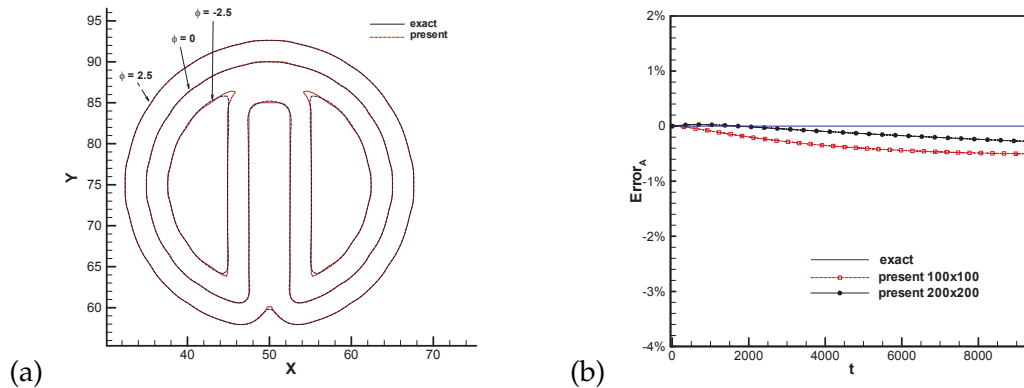 95
90
85
80
75
70
65
60
Y
ϕ = -2.5
ϕ = 0
ϕ = 2.5
exact
present
40
50
60
70
X
(a)
2%
1%
0
-1%
-2%
-3%
-4%
Error_A
exact
present 100x100
present 200x200
0
2000
4000
6000
8000
t
(b)